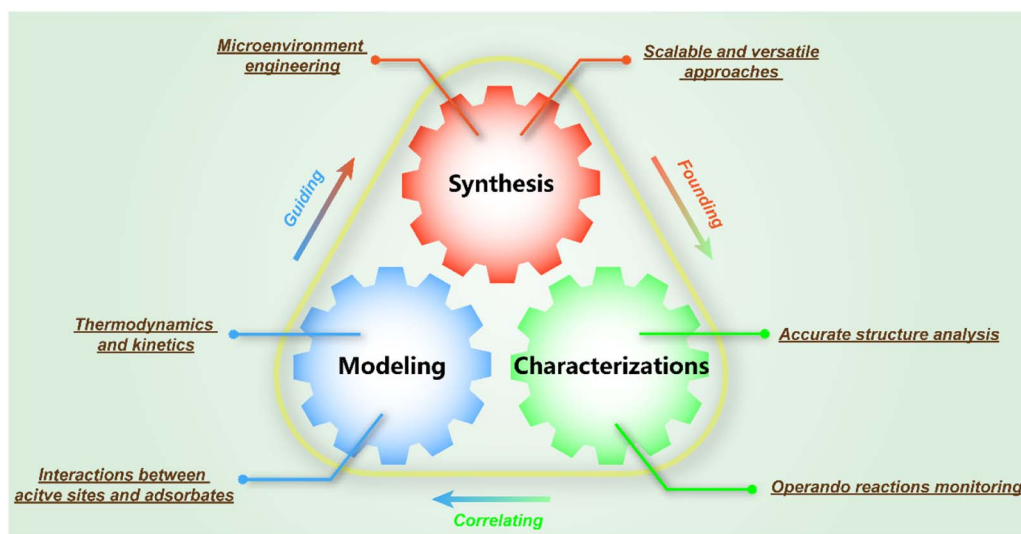 Microenvironment
engineering
Scalable and versatile
approaches
Synthesis
Guiding
Founding
Thermodynamics
and kinetics
Modeling
Characterizations
Accurate structure analysis
Interactions between
acitve sites and adsorbates
Operando reactions monitoring
Correlating